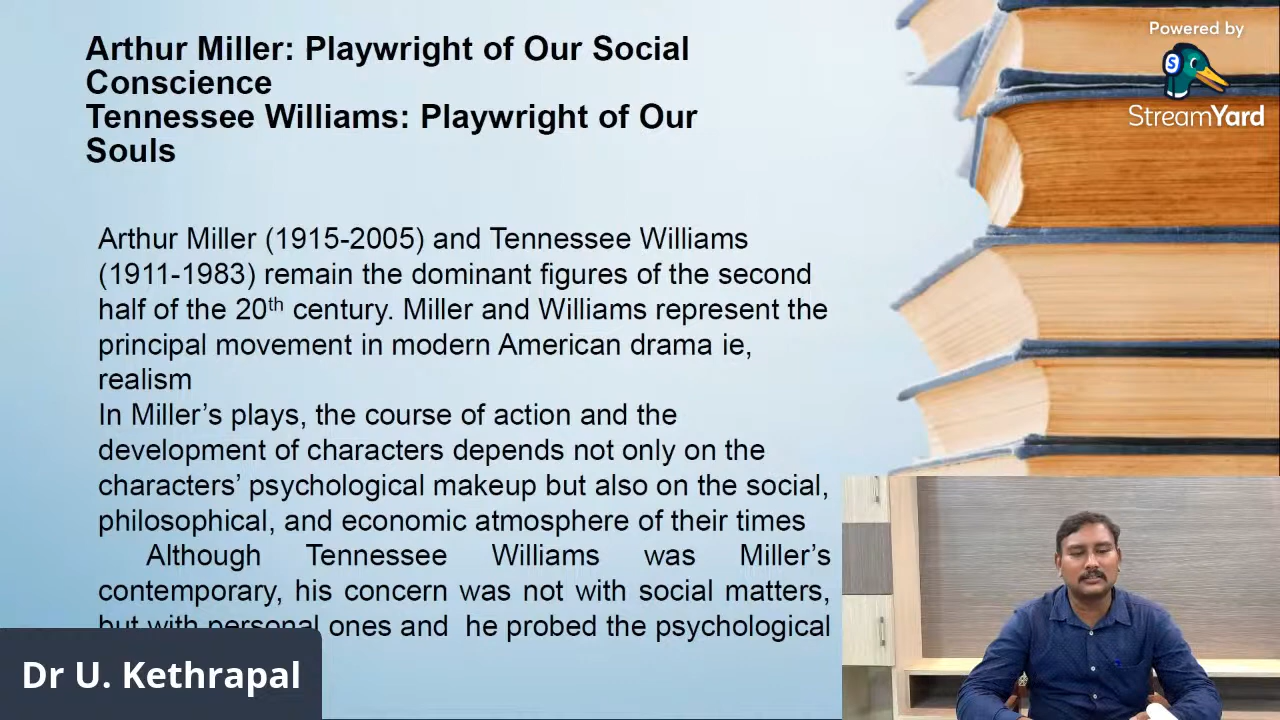 Arthur Miller: Playwright of Our Social
Conscience
Tennessee Williams: Playwright of Our
Souls
Arthur Miller (1915-2005) and Tennessee Williams
(1911-1983) remain the dominant figures of the second
half of the 20th century. Miller and Williams represent the
principal movement in modern American drama ie,
realism
In Miller’s plays, the course of action and the
development of characters depends not only on the
characters’ psychological makeup but also on the social,
philosophical, and economic atmosphere of their times
Although Tennessee Williams was Miller’s
contemporary, his concern was not with social matters,
but with personal ones and he probed the psychological
Powered by
S
StreamYard
Dr U. Kethrapal